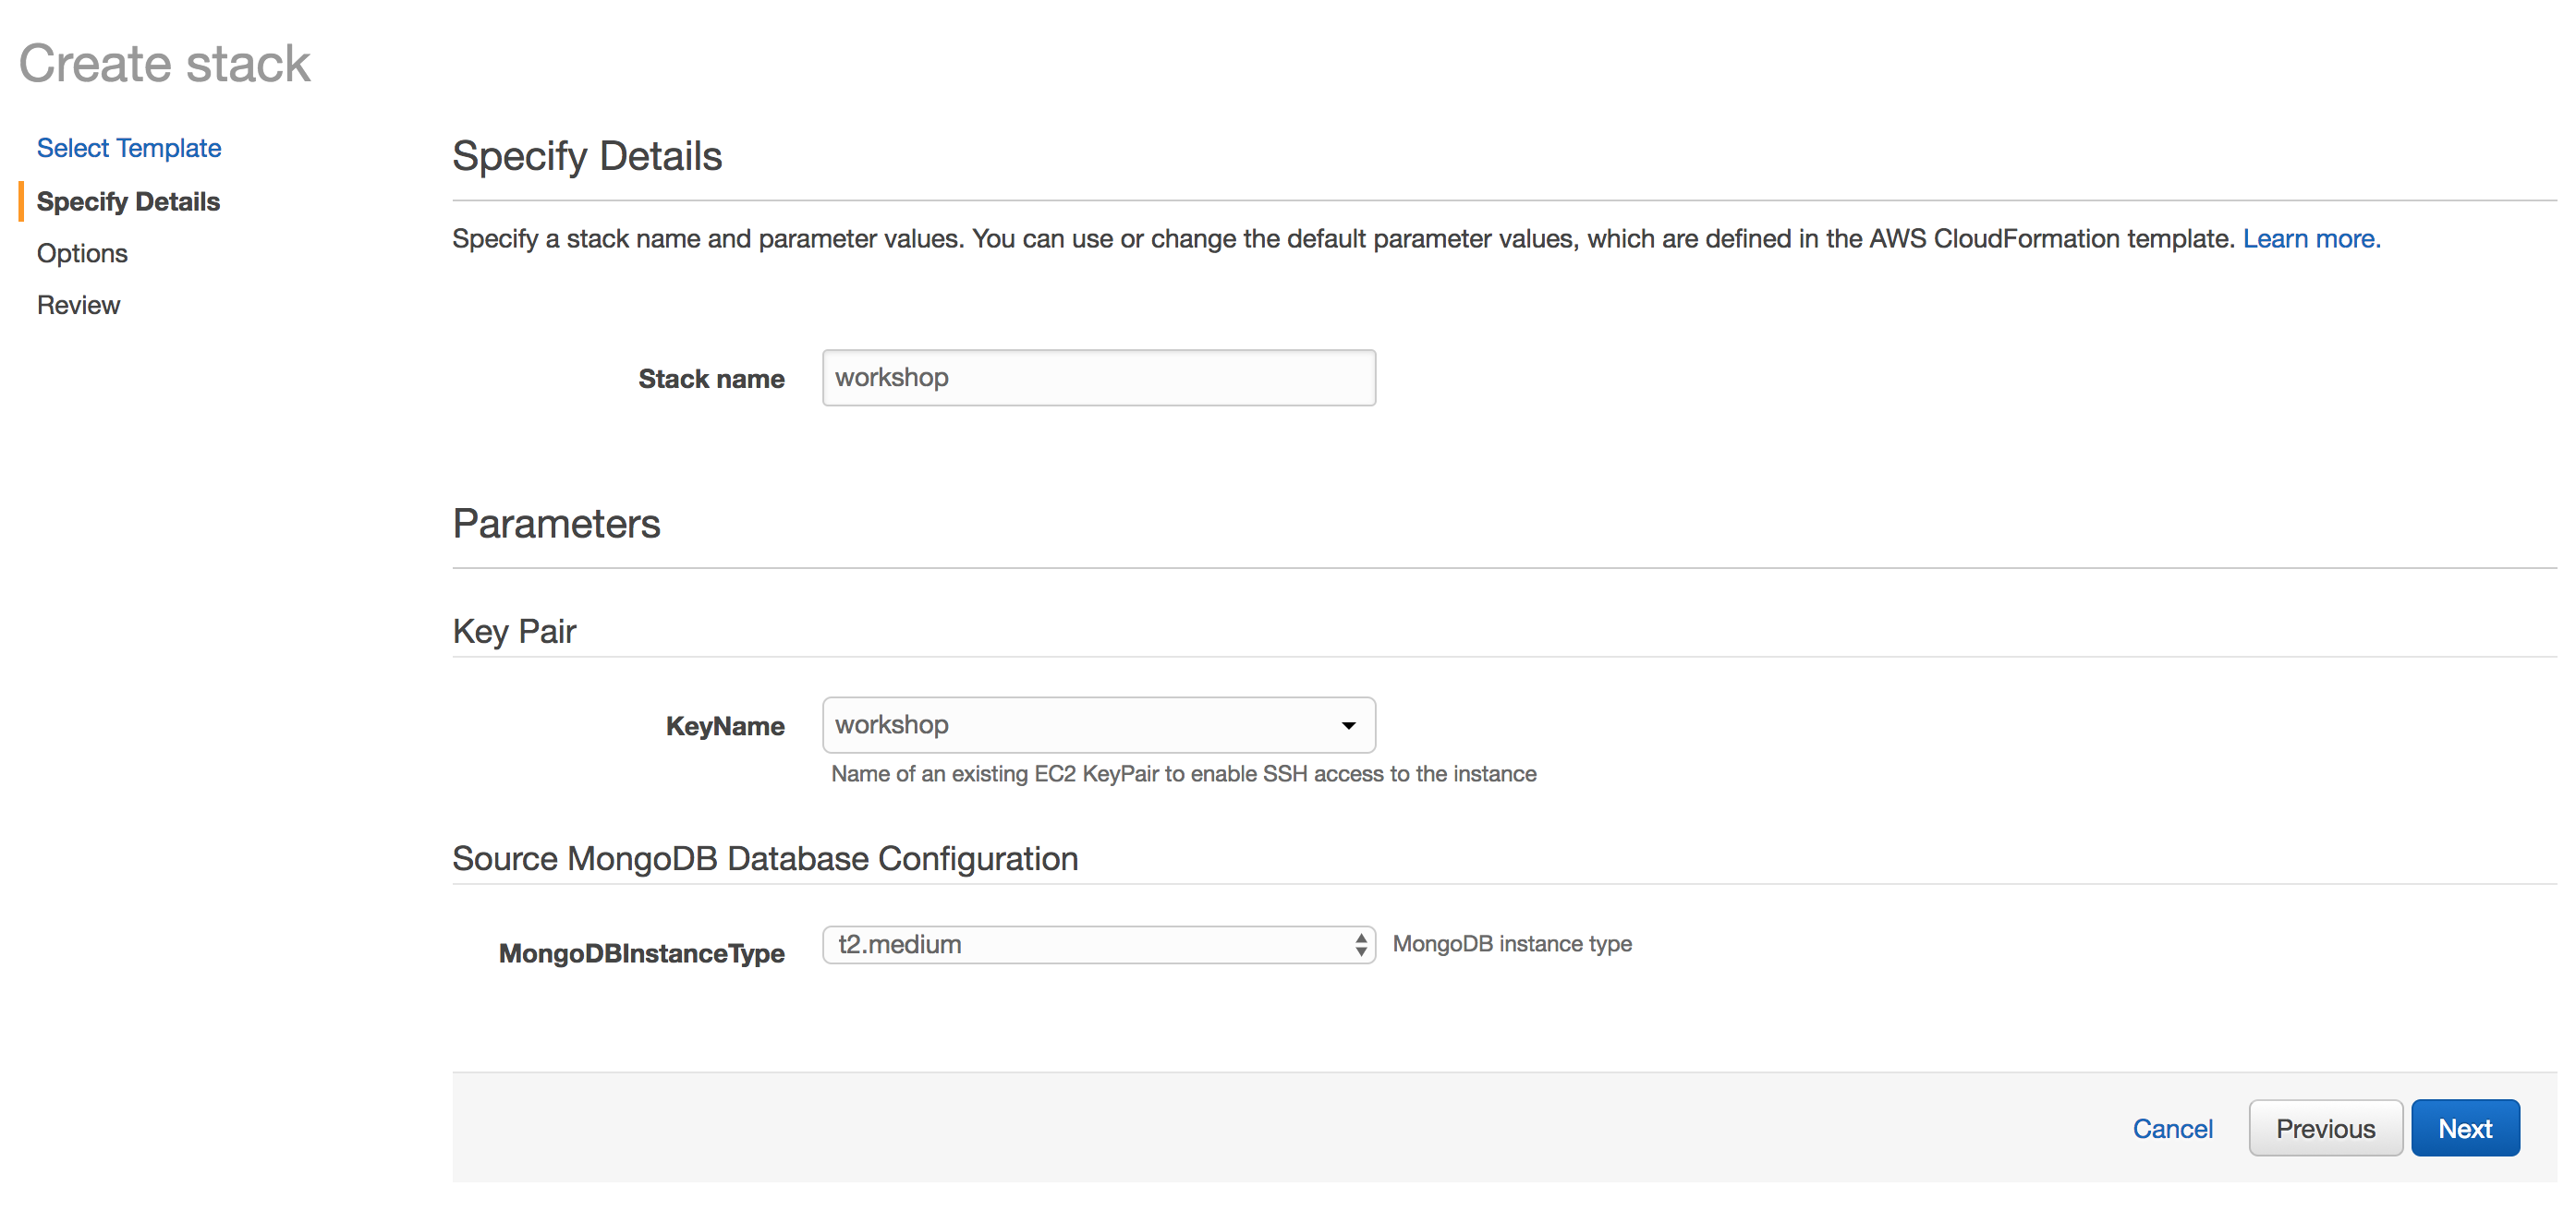 Create stack
Select Template
Specify Details
Options
Review
Specify Details
Specify a stack name and parameter values. You can use or change the default parameter values, which are defined in the AWS CloudFormation template. Learn more.
Stack name
workshop
Parameters
Key Pair
KeyName
workshop
Name of an existing EC2 KeyPair to enable SSH access to the instance
Source MongoDB Database Configuration
MongoDBInstanceType
t2.medium
MongoDB instance type
Cancel
Previous
Next